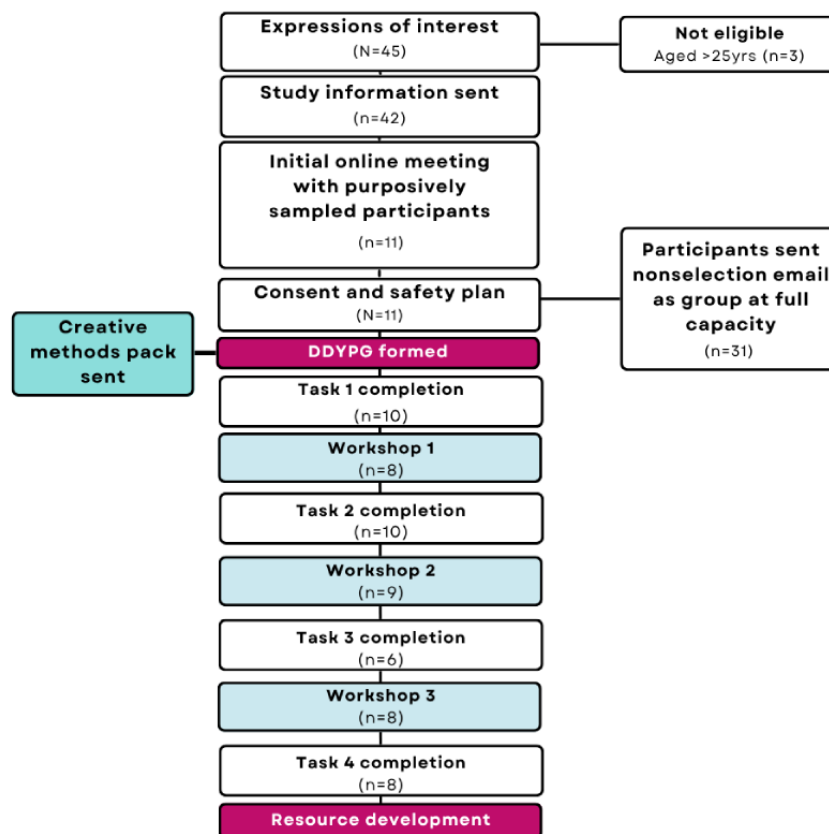 Expressions of interest
(N=45)
Not eligible
Aged >25yrs (n=3)
Study information sent
(n=42)
Initial online meeting
with purposively
sampled participants
(n=11)
Participants sent
nonselection email
as group at full
capacity
(n=31)
Consent and safety plan
(N=11)
Creative
methods pack
sent
DDYPG formed
Task 1 completion
(n=10)
Workshop 1
(n=8)
Task 2 completion
(n=10)
Workshop 2
(n=9)
Task 3 completion
(n=6)
Workshop 3
(n=8)
Task 4 completion
(n=8)
Resource development